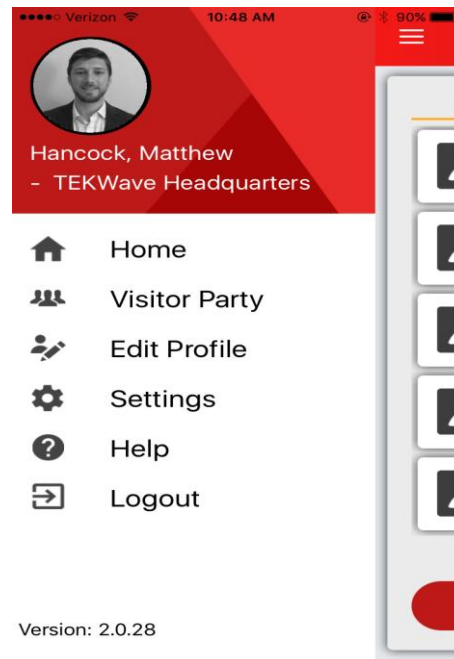 Verizon 10:48 AM 90%
Hancock, Matthew
- TEKWave Headquarters
Home
Visitor Party
Edit Profile
Settings
Help
Logout
Version: 2.0.28